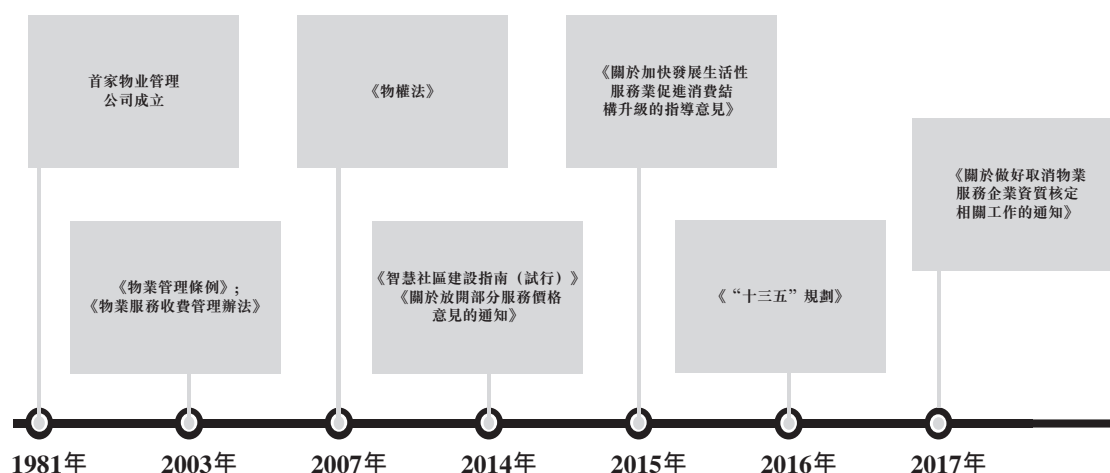 首家物业管理
公司成立
《物權法》
《關於加快發展生活性
服務業促進消費結
構升級的指導意見》
《關於做好取消物業
服務企業資質核定
相關工作的通知》
《物業管理條例》;
《物業服務收費管理辦法》
《智慧社區建設指南（試行）》
《關於放開部分服務價格
意見的通知》
《“十三五”規劃》
1981年
2003年
2007年
2014年
2015年
2016年
2017年